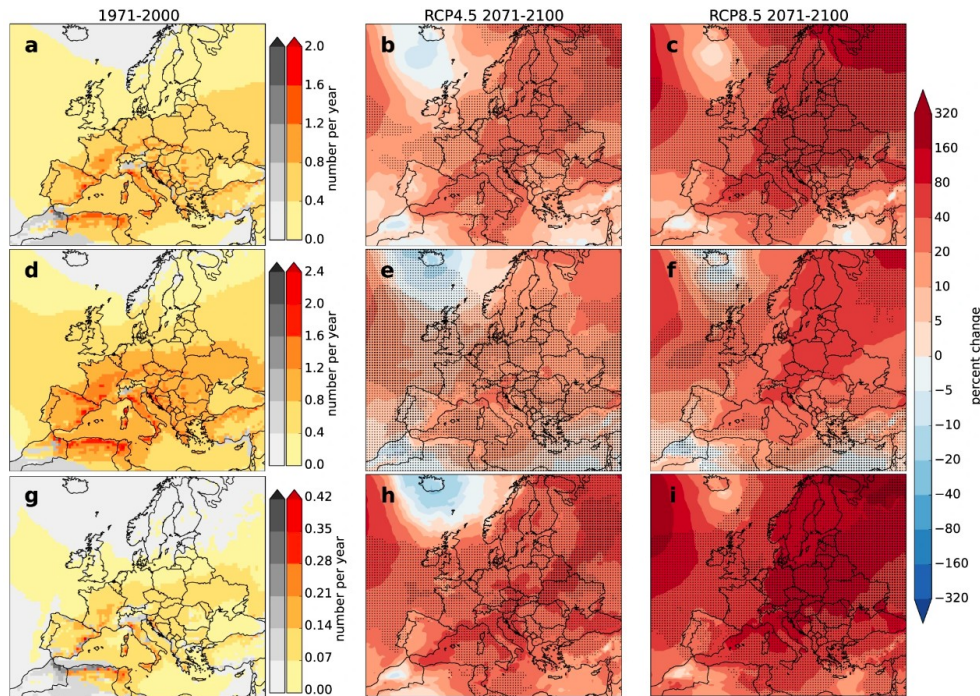 1971-2000
RCP4.5 2071-2100
RCP8.5 2071-2100
a
2.0
1.6
1.2
0.8
0.4
0.0
number per year
b
c
d
2.4
2.0
1.6
1.2
0.8
0.4
0.0
number per year
e
f
g
0.42
0.35
0.28
0.21
0.14
0.07
0.00
number per year
h
i
320
160
80
40
20
10
5
0
−5
−10
−20
−40
−80
−160
−320
percent change